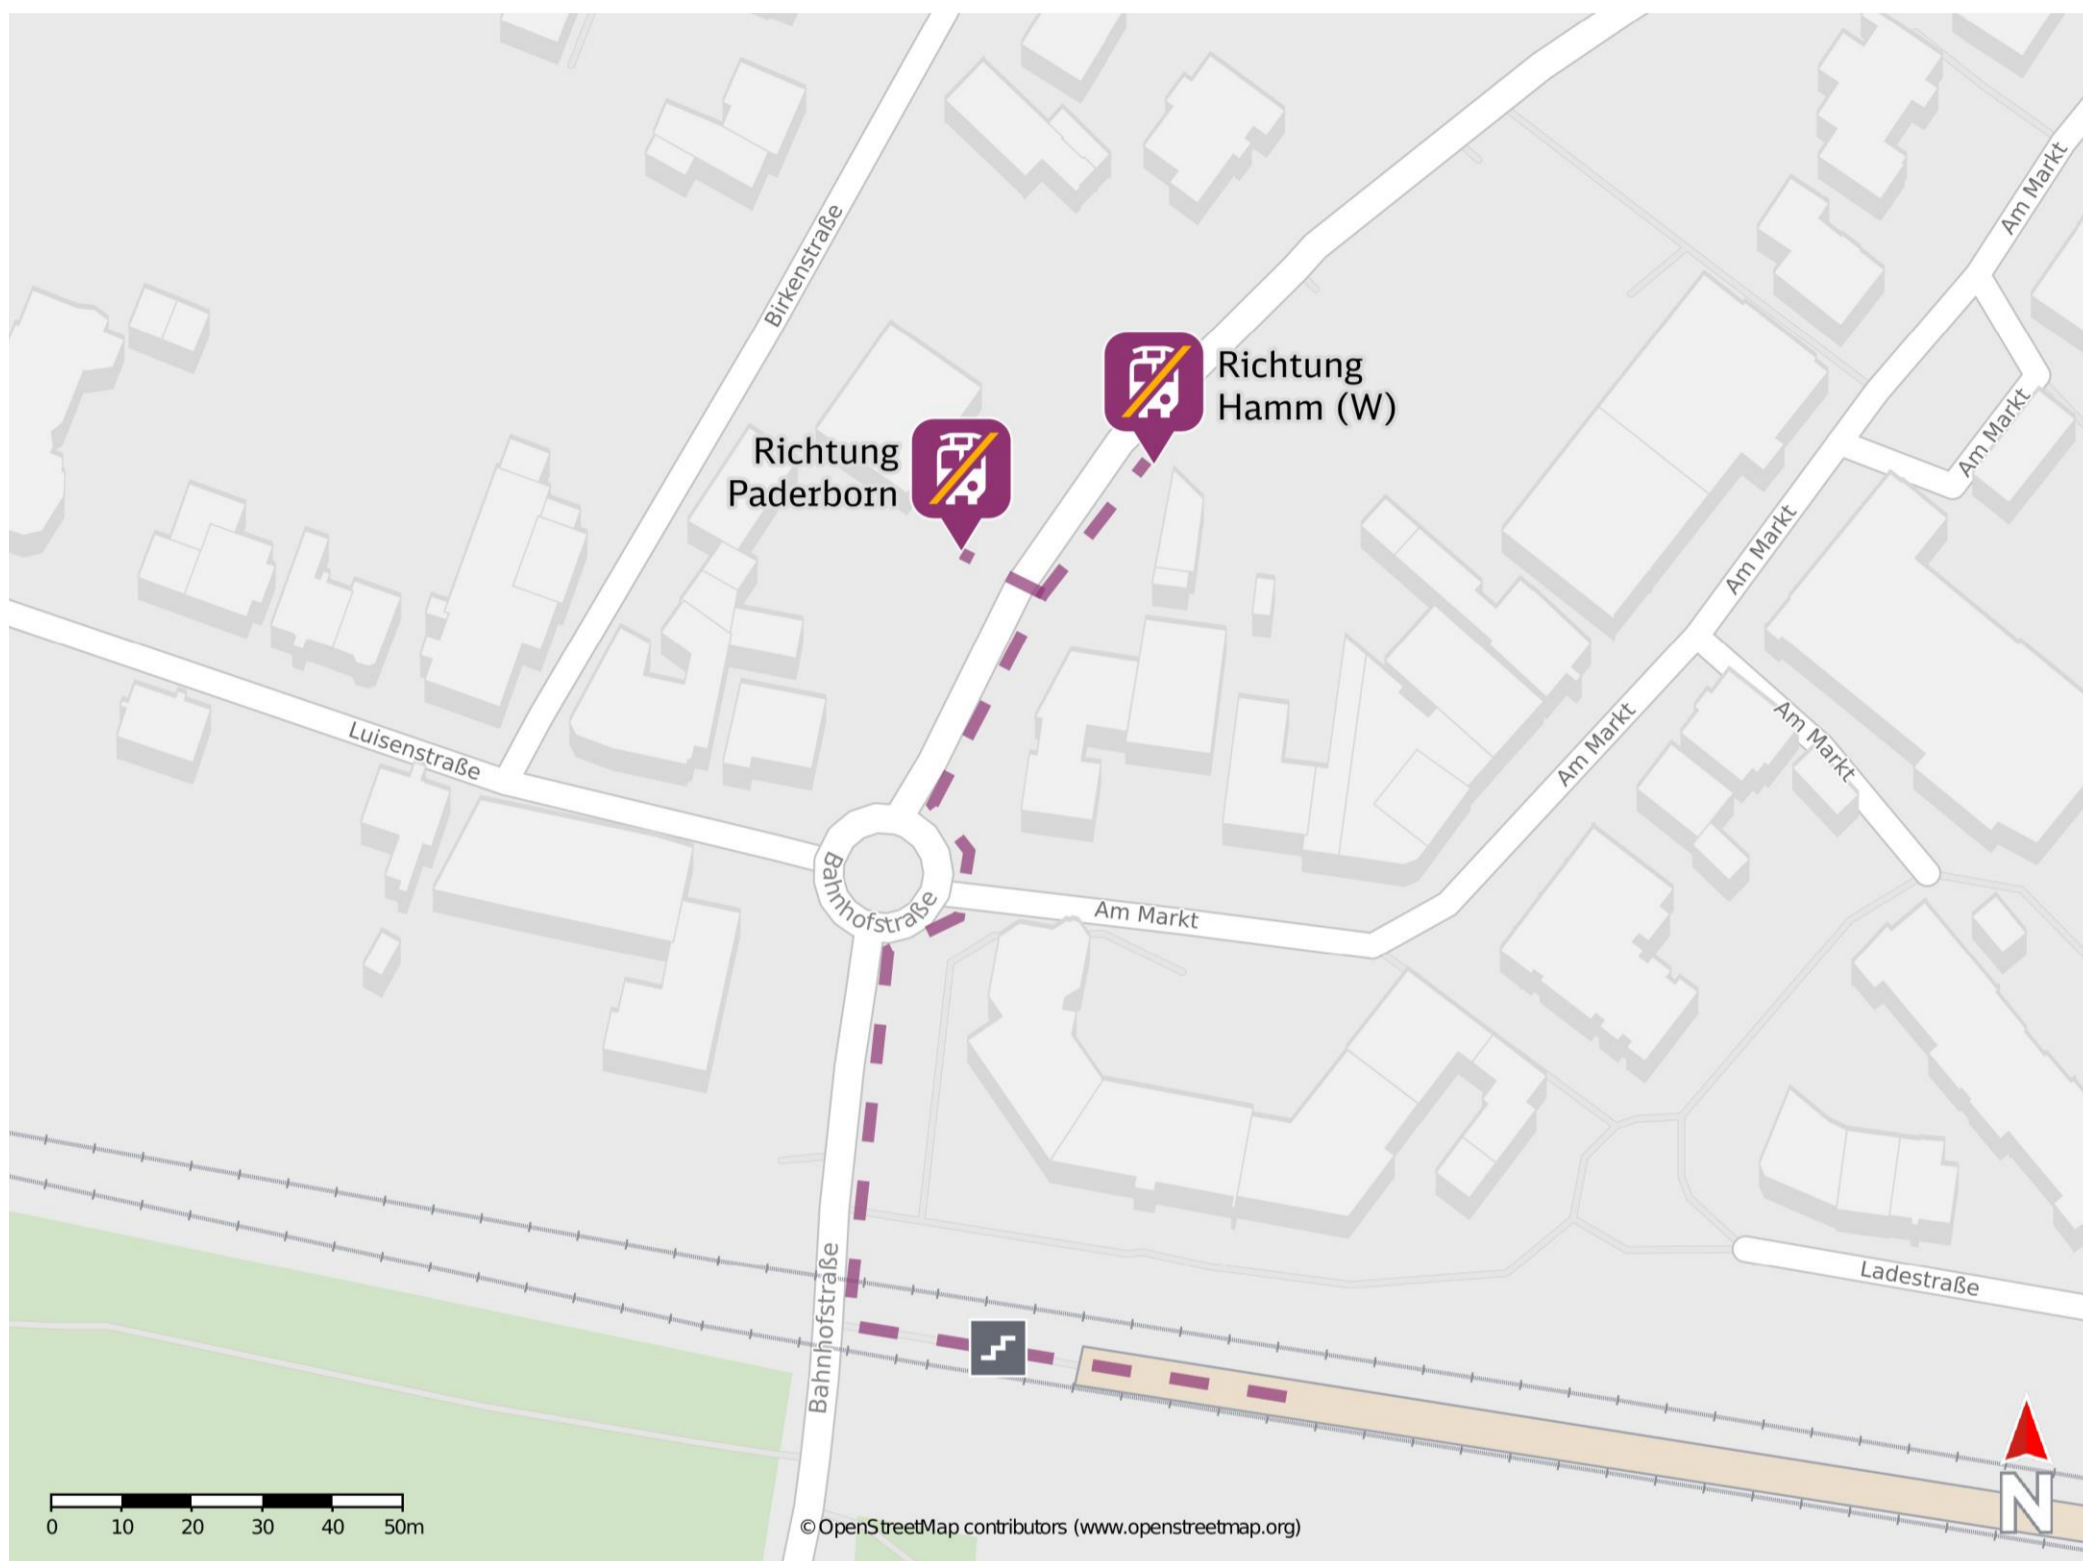 Am Markt
Birkenstraße
Richtung
Hamm (W)
Richtung
Paderborn
Am Markt
Am Markt
Luisenstraße
Am Markt
Am Markt
Bahnhofstraße
Am Markt
Bahnhofstraße
Ladestraße
N
0 10 20 30 40 50m
© OpenStreetMap contributors (www.openstreetmap.org)